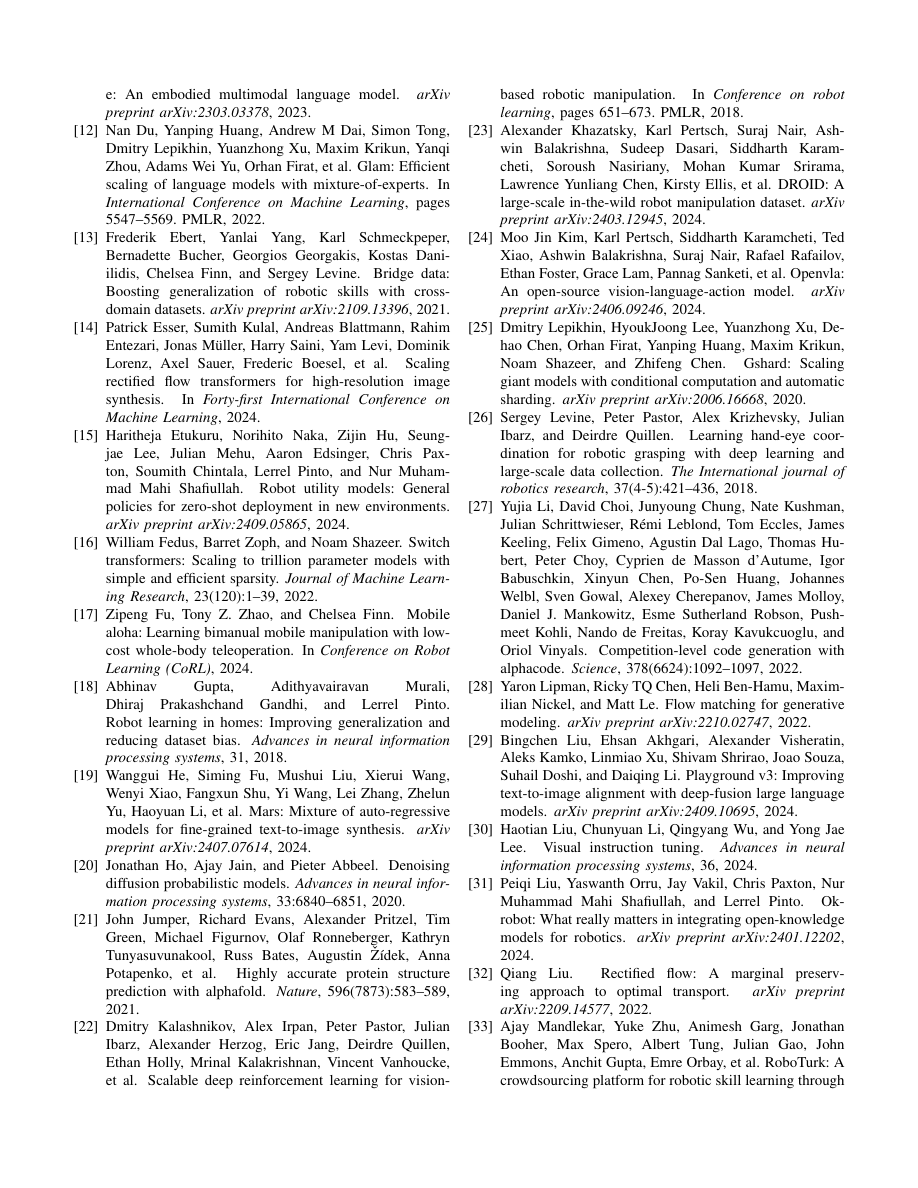 e: An embodied multimodal language model. arXiv
preprint arXiv:2303.03378, 2023.
[12] Nan Du, Yanping Huang, Andrew M Dai, Simon Tong,
Dmitry Lepikhin, Yuanzhong Xu, Maxim Krikun, Yanqi
Zhou, Adams Wei Yu, Orhan Firat, et al. Glam: Efficient
scaling of language models with mixture-of-experts. In
International Conference on Machine Learning, pages
5547–5569. PMLR, 2022.
[13] Frederik Ebert, Yanlai Yang, Karl Schmeckpeper,
Bernadette Bucher, Georgios Georgakis, Kostas Dani-
ilidis, Chelsea Finn, and Sergey Levine. Bridge data:
Boosting generalization of robotic skills with cross-
domain datasets. arXiv preprint arXiv:2109.13396, 2021.
[14] Patrick Esser, Sumith Kulal, Andreas Blattmann, Rahim
Entezari, Jonas Müller, Harry Saini, Yam Levi, Dominik
Lorenz, Axel Sauer, Frederic Boesel, et al. Scaling
rectified flow transformers for high-resolution image
synthesis. In Forty-first International Conference on
Machine Learning, 2024.
[15] Haritheja Etukuru, Norihito Naka, Zijin Hu, Seung-
jae Lee, Julian Mehu, Aaron Edsinger, Chris Pax-
ton, Soumith Chintala, Lerrel Pinto, and Nur Muham-
mad Mahi Shafiullah. Robot utility models: General
policies for zero-shot deployment in new environments.
arXiv preprint arXiv:2409.05865, 2024.
[16] William Fedus, Barret Zoph, and Noam Shazeer. Switch
transformers: Scaling to trillion parameter models with
simple and efficient sparsity. Journal of Machine Learn-
ing Research, 23(120):1–39, 2022.
[17] Zipeng Fu, Tony Z. Zhao, and Chelsea Finn. Mobile
aloha: Learning bimanual mobile manipulation with low-
cost whole-body teleoperation. In Conference on Robot
Learning (CoRL), 2024.
[18] Abhinav Gupta, Adithyavairavan Murali,
Dhiraj Prakashchand Gandhi, and Lerrel Pinto.
Robot learning in homes: Improving generalization and
reducing dataset bias. Advances in neural information
processing systems, 31, 2018.
[19] Wanggui He, Siming Fu, Mushui Liu, Xierui Wang,
Wenyi Xiao, Fangxun Shu, Yi Wang, Lei Zhang, Zhelun
Yu, Haoyuan Li, et al. Mars: Mixture of auto-regressive
models for fine-grained text-to-image synthesis. arXiv
preprint arXiv:2407.07614, 2024.
[20] Jonathan Ho, Ajay Jain, and Pieter Abbeel. Denoising
diffusion probabilistic models. Advances in neural infor-
mation processing systems, 33:6840–6851, 2020.
[21] John Jumper, Richard Evans, Alexander Pritzel, Tim
Green, Michael Figurnov, Olaf Ronneberger, Kathryn
Tunyasuvunakool, Russ Bates, Augustin Žídek, Anna
Potapenko, et al. Highly accurate protein structure
prediction with alphafold. Nature, 596(7873):583–589,
2021.
[22] Dmitry Kalashnikov, Alex Irpan, Peter Pastor, Julian
Ibarz, Alexander Herzog, Eric Jang, Deirdre Quillen,
Ethan Holly, Mrinal Kalakrishnan, Vincent Vanhoucke,
et al. Scalable deep reinforcement learning for vision-
based robotic manipulation. In Conference on robot
learning, pages 651–673. PMLR, 2018.
[23] Alexander Khazatsky, Karl Pertsch, Suraj Nair, Ash-
win Balakrishna, Sudeep Dasari, Siddharth Karam-
cheti, Soroush Nasiriany, Mohan Kumar Srirama,
Lawrence Yunliang Chen, Kirsty Ellis, et al. DROID: A
large-scale in-the-wild robot manipulation dataset. arXiv
preprint arXiv:2403.12945, 2024.
[24] Moo Jin Kim, Karl Pertsch, Siddharth Karamcheti, Ted
Xiao, Ashwin Balakrishna, Suraj Nair, Rafael Rafailov,
Ethan Foster, Grace Lam, Pannag Sanketi, et al. Openvla:
An open-source vision-language-action model. arXiv
preprint arXiv:2406.09246, 2024.
[25] Dmitry Lepikhin, HyoukJoong Lee, Yuanzhong Xu, De-
hao Chen, Orhan Firat, Yanping Huang, Maxim Krikun,
Noam Shazeer, and Zhifeng Chen. Gshard: Scaling
giant models with conditional computation and automatic
sharding. arXiv preprint arXiv:2006.16668, 2020.
[26] Sergey Levine, Peter Pastor, Alex Krizhevsky, Julian
Ibarz, and Deirdre Quillen. Learning hand-eye coor-
dination for robotic grasping with deep learning and
large-scale data collection. The International journal of
robotics research, 37(4-5):421–436, 2018.
[27] Yujia Li, David Choi, Junyoung Chung, Nate Kushman,
Julian Schrittwieser, Rémi Leblond, Tom Eccles, James
Keeling, Felix Gimeno, Agustin Dal Lago, Thomas Hu-
bert, Peter Choy, Cyprien de Masson d'Autume, Igor
Babuschkin, Xinyun Chen, Po-Sen Huang, Johannes
Welbl, Sven Gowal, Alexey Cherepanov, James Molloy,
Daniel J. Mankowitz, Esme Sutherland Robson, Push-
meet Kohli, Nando de Freitas, Koray Kavukcuoglu, and
Oriol Vinyals. Competition-level code generation with
alphacode. Science, 378(6624):1092–1097, 2022.
[28] Yaron Lipman, Ricky TQ Chen, Heli Ben-Hamu, Maxim-
ilian Nickel, and Matt Le. Flow matching for generative
modeling. arXiv preprint arXiv:2210.02747, 2022.
[29] Bingchen Liu, Ehsan Akhgari, Alexander Visheratin,
Aleks Kamko, Linmiao Xu, Shivam Shrirao, Joao Souza,
Suhail Doshi, and Daiqing Li. Playground v3: Improving
text-to-image alignment with deep-fusion large language
models. arXiv preprint arXiv:2409.10695, 2024.
[30] Haotian Liu, Chunyuan Li, Qingyang Wu, and Yong Jae
Lee. Visual instruction tuning. Advances in neural
information processing systems, 36, 2024.
[31] Peiqi Liu, Yaswanth Orru, Jay Vakil, Chris Paxton, Nur
Muhammad Mahi Shafiullah, and Lerrel Pinto. Ok-
robot: What really matters in integrating open-knowledge
models for robotics. arXiv preprint arXiv:2401.12202,
2024.
[32] Qiang Liu. Rectified flow: A marginal preserv-
ing approach to optimal transport. arXiv preprint
arXiv:2209.14577, 2022.
[33] Ajay Mandlekar, Yuke Zhu, Animesh Garg, Jonathan
Booher, Max Spero, Albert Tung, Julian Gao, John
Emmons, Anchit Gupta, Emre Orbay, et al. RoboTurk: A
crowdsourcing platform for robotic skill learning through